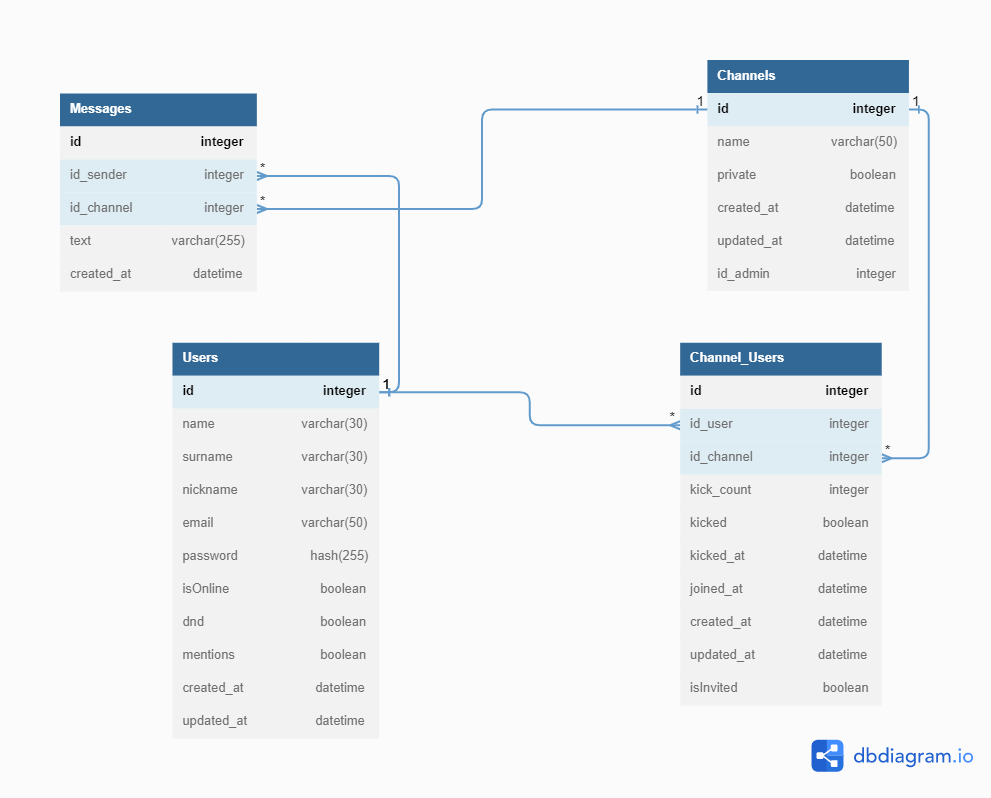 Messages
id integer
* 
id_sender integer
*
id_channel integer
text varchar(255)
created_at datetime
Channels
1 id integer 1
name varchar(50)
private boolean
created_at datetime
updated_at datetime
id_admin integer
Users
id integer 1
name varchar(30)
surname varchar(30)
nickname varchar(30)
email varchar(50)
password hash(255)
isOnline boolean
dnd boolean
mentions boolean
created_at datetime
updated_at datetime
Channel_Users
id integer
*
id_user integer
*
id_channel integer
kick_count integer
kicked boolean
kicked_at datetime
joined_at datetime
created_at datetime
updated_at datetime
isInvited boolean
dbdiagram.io